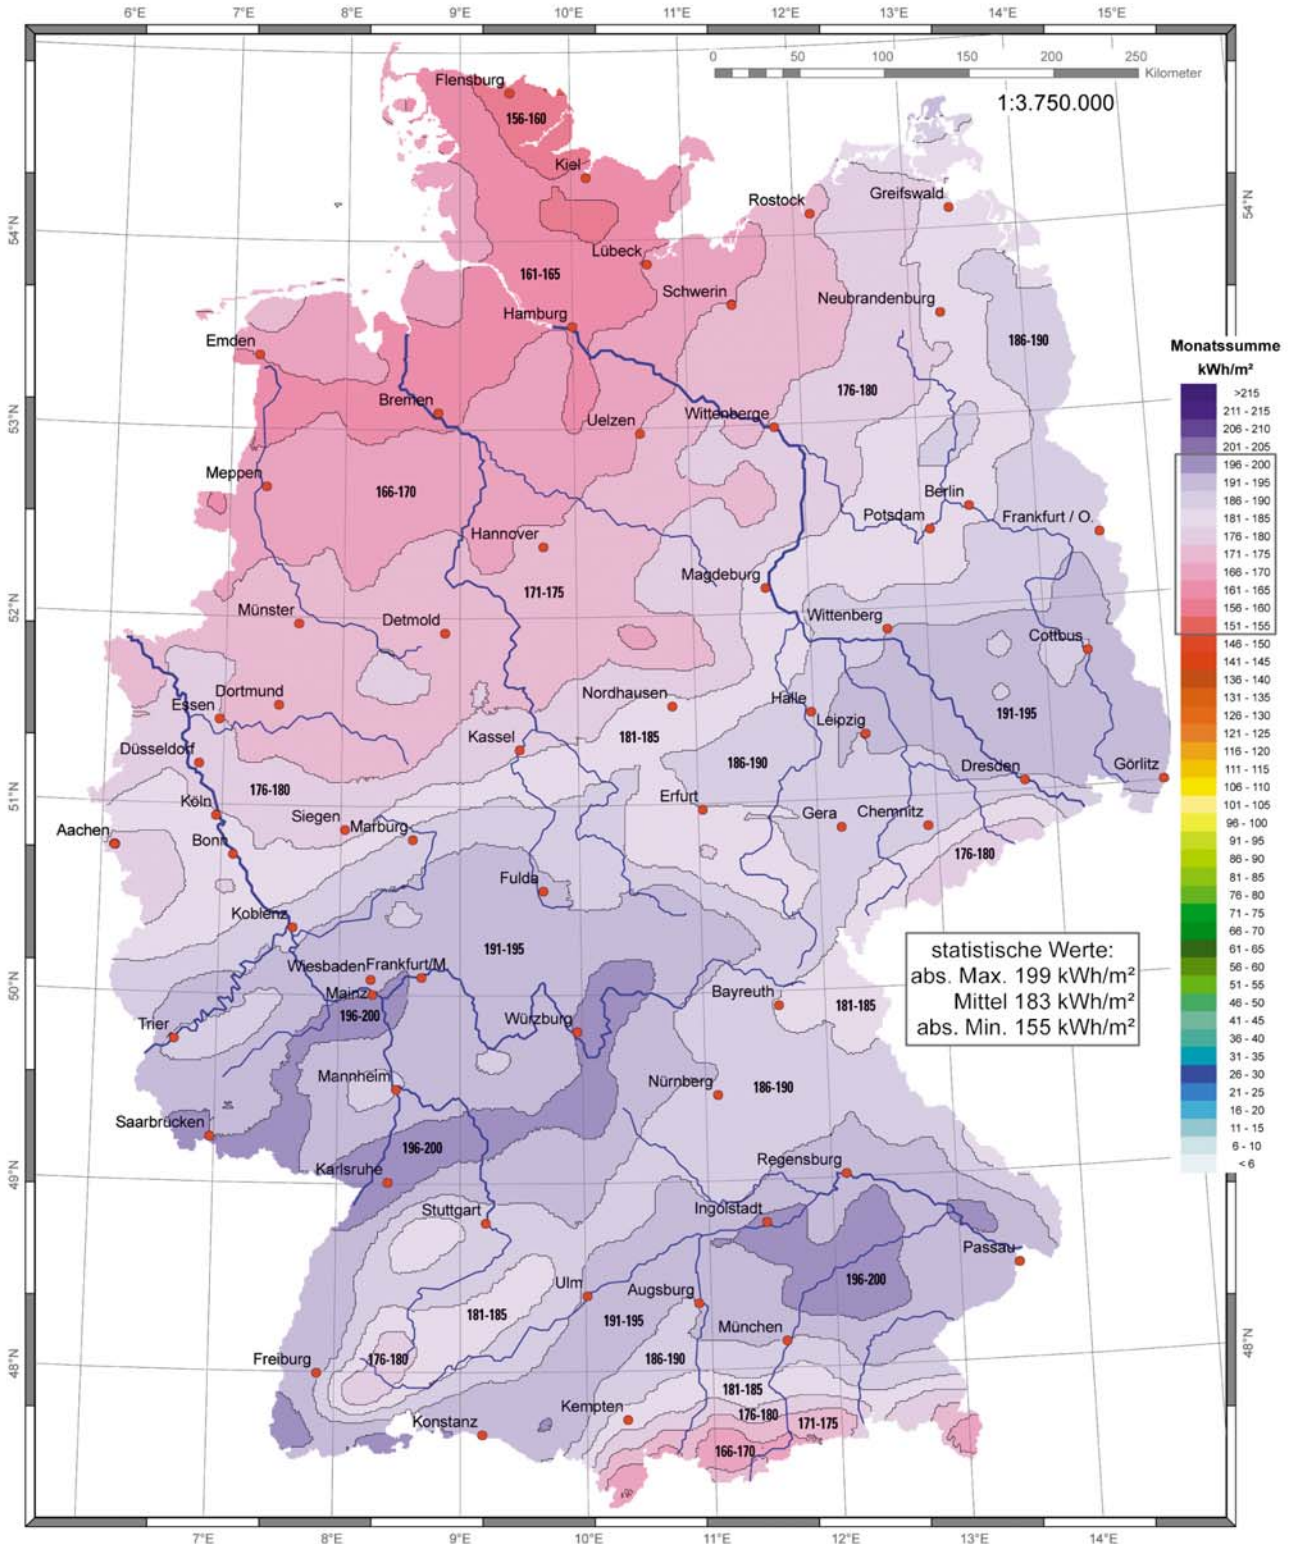 6°E 7°E 8°E 9°E 10°E 11°E 12°E 13°E 14°E 15°E
0 50 100 150 200 250
Kilometer
1:3.750.000
Flensburg
156-160
Kiel
Rostock
Greifswald
54°N
54°N
Lübeck
161-165
Schwerin
Neubrandenburg
Hamburg
Emden
186-190
Bremen
176-180
53°N
Uelzen
Wittenberge
Meppen
166-170
Berlin
Potsdam
Frankfurt / O.
Hannover
Magdeburg
171-175
52°N
Münster
Detmold
Wittenberg
Cottbus
Dortmund
Nordhausen
Essen
Halle
Leipzig
191-195
Düsseldorf
Kassel
181-185
186-190
Dresden
Görlitz
51°N
176-180
Köln
Erfurt
Siegen
Marburg
Gera
Chemnitz
Aachen
Bonn
176-180
Fulda
Koblenz
191-195
Wiesbaden
Frankfurt/M.
50°N
Mainz
Bayreuth
181-185
196-200
Trier
Würzburg
Mannheim
Nürnberg
186-190
Saarbrücken
196-200
Karlsruhe
Regensburg
49°N
Stuttgart
Ingolstadt
Passau
Ulm
Augsburg
196-200
181-185
191-195
München
48°N
48°N
Freiburg
176-180
186-190
181-185
Kempten
176-180
171-175
Konstanz
166-170
7°E 8°E 9°E 10°E 11°E 12°E 13°E 14°E
Monatssumme
kWh/m²
>215
211 - 215
206 - 210
201 - 205
196 - 200
191 - 195
186 - 190
181 - 185
176 - 180
171 - 175
166 - 170
161 - 165
156 - 160
151 - 155
146 - 150
141 - 145
136 - 140
131 - 135
126 - 130
121 - 125
116 - 120
111 - 115
106 - 110
101 - 105
96 - 100
91 - 95
86 - 90
81 - 85
76 - 80
71 - 75
66 - 70
61 - 65
56 - 60
51 - 55
46 - 50
41 - 45
36 - 40
31 - 35
26 - 30
21 - 25
16 - 20
11 - 15
6 - 10
< 6
statistische Werte:
abs. Max. 199 kWh/m²
Mittel 183 kWh/m²
abs. Min. 155 kWh/m²